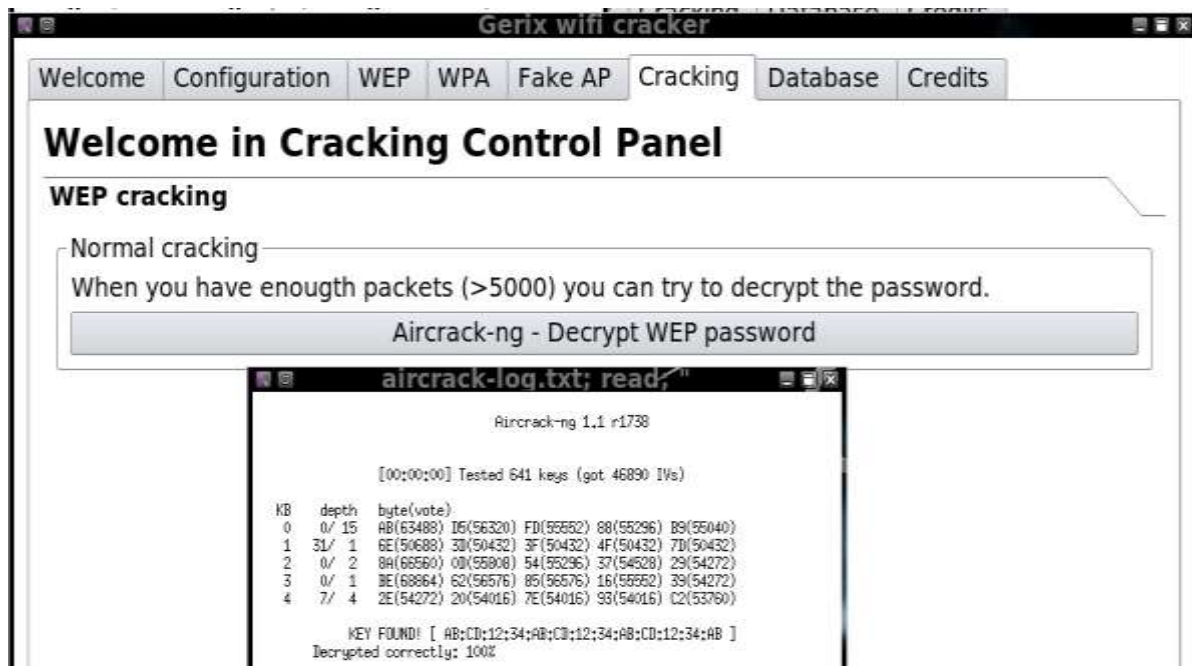 Gerix wifi cracker
Welcome Configuration WEP WPA Fake AP Cracking Database Credits
Welcome in Cracking Control Panel
WEP cracking
Normal cracking
When you have enougth packets (>5000) you can try to decrypt the password.
Aircrack-ng - Decrypt WEP password
aircrack-log.txt; read;"
Aircrack-ng 1.1 r1738
[00:00:00] Tested 641 keys (got 46890 IVs)
KB depth byte(vote)
0 0/ 15 AB(63488) D5(56320) FD(55552) 88(55296) B9(55040)
1 31/ 1 6E(50688) 3D(50432) 3F(50432) 4F(50432) 7D(50432)
2 0/ 2 8A(66560) 0D(55808) 54(55296) 37(54528) 29(54272)
3 0/ 1 BE(68864) 62(56576) 85(56576) 16(55552) 39(54272)
4 7/ 4 2E(54272) 20(54016) 7E(54016) 93(54016) C2(53760)
KEY FOUND! [ AB:CD:12:34:AB:CD:12:34:AB:CD:12:34:AB ]
Decrypted correctly: 100%